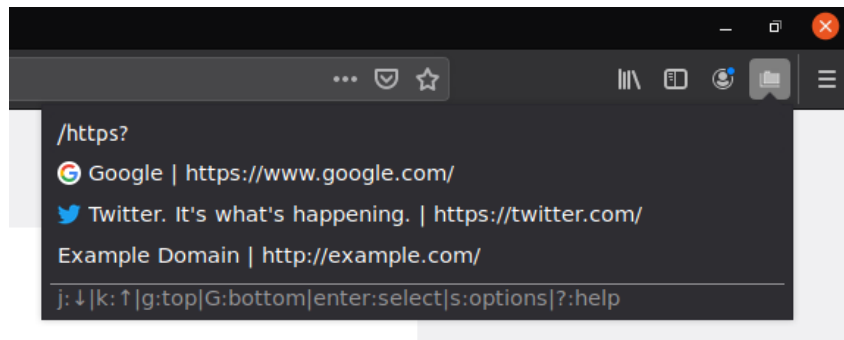 /https?
Google | https://www.google.com/
Twitter. It's what's happening. | https://twitter.com/
Example Domain | http://example.com/
j:↓|k:↑|g:top|G:bottom|enter:select|s:options|?:help